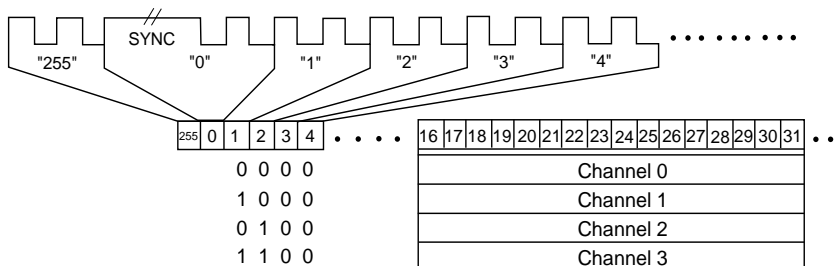 SYNC
"255" "0" "1" "2" "3" "4"
255 0 1 2 3 4 16 17 18 19 20 21 22 23 24 25 26 27 28 29 30 31
0 0 0 0 Channel 0
1 0 0 0 Channel 1
0 1 0 0 Channel 2
1 1 0 0 Channel 3